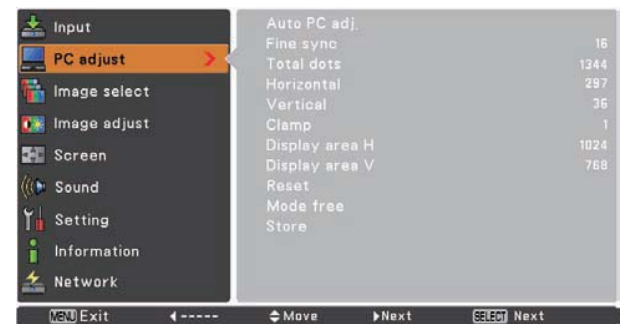 Input
PC adjust
Image select
Image adjust
Screen
Sound
Setting
Information
Network
Auto PC adj.
Fine sync 16
Total dots 1344
Horizontal 297
Vertical 36
Clamp 1
Display area H 1024
Display area V 768
Reset
Mode free
Store
MENU Exit ◀----- ◆Move ▶Next SELECT Next